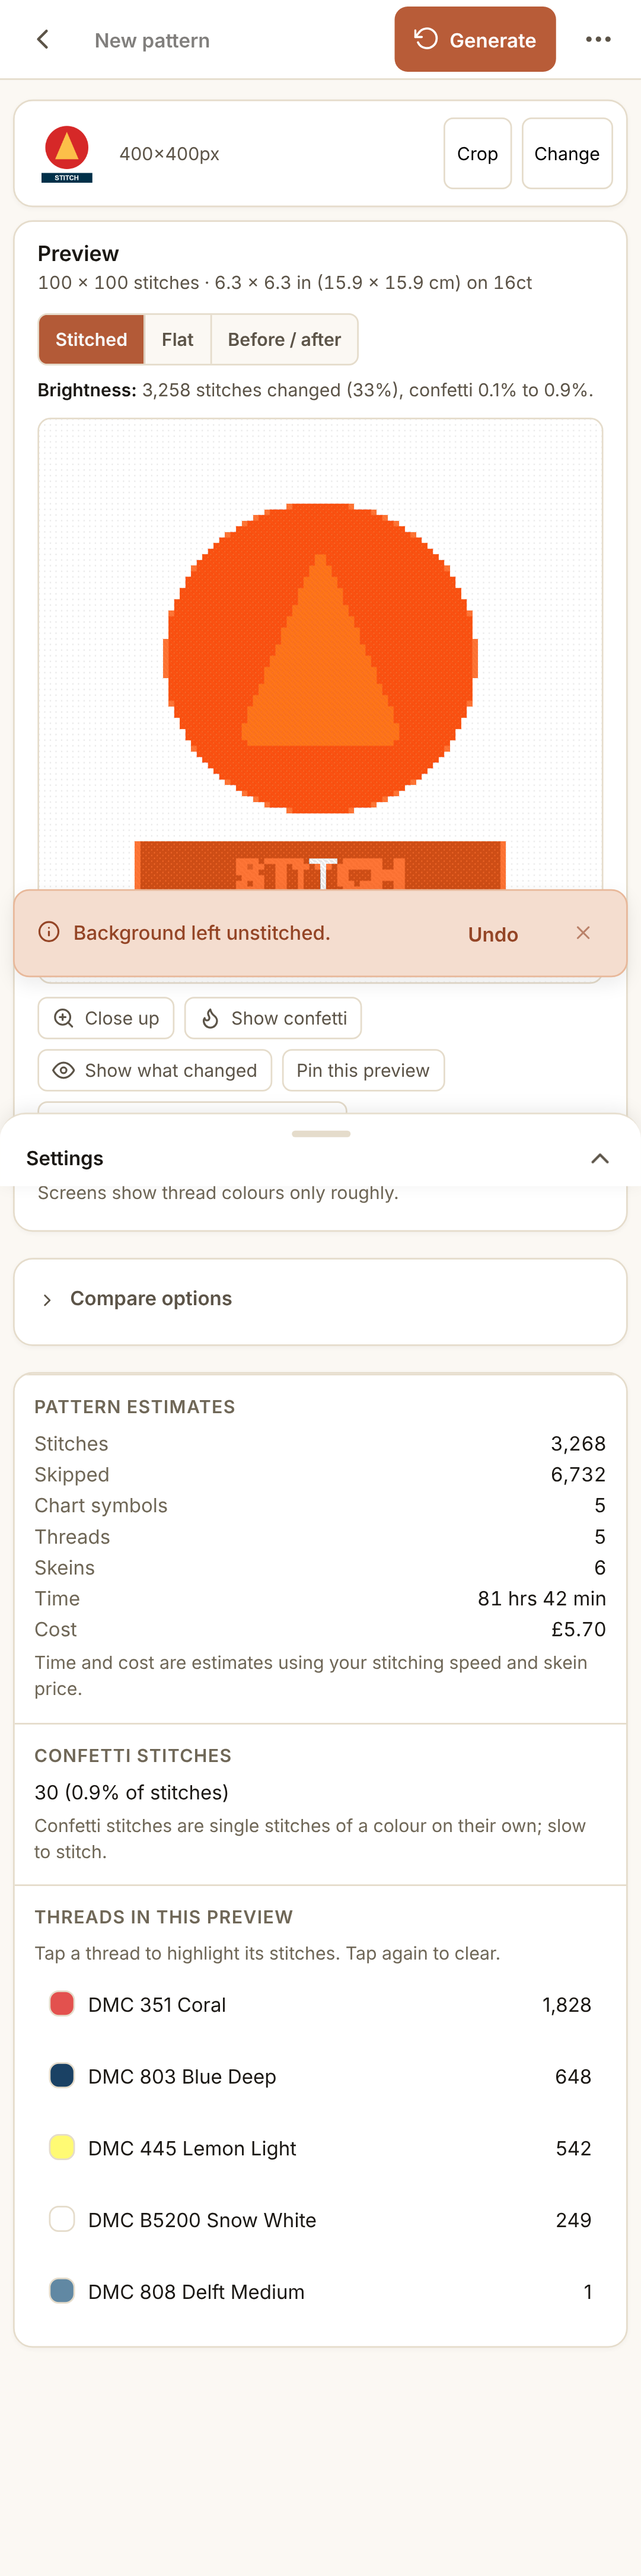 New pattern
Generate
STITCH
400×400px
Crop
Change
Preview
100 × 100 stitches · 6.3 × 6.3 in (15.9 × 15.9 cm) on 16ct
Stitched
Flat
Before / after
Brightness: 3,258 stitches changed (33%), confetti 0.1% to 0.9%.
STITCH
Background left unstitched.
Undo
Close up
Show confetti
Show what changed
Pin this preview
Settings
Screens show thread colours only roughly.
Compare options
PATTERN ESTIMATES
Stitches 3,268
Skipped 6,732
Chart symbols 5
Threads 5
Skeins 6
Time 81 hrs 42 min
Cost £5.70
Time and cost are estimates using your stitching speed and skein
price.
CONFETTI STITCHES
30 (0.9% of stitches)
Confetti stitches are single stitches of a colour on their own; slow
to stitch.
THREADS IN THIS PREVIEW
Tap a thread to highlight its stitches. Tap again to clear.
DMC 351 Coral 1,828
DMC 803 Blue Deep 648
DMC 445 Lemon Light 542
DMC B5200 Snow White 249
DMC 808 Delft Medium 1